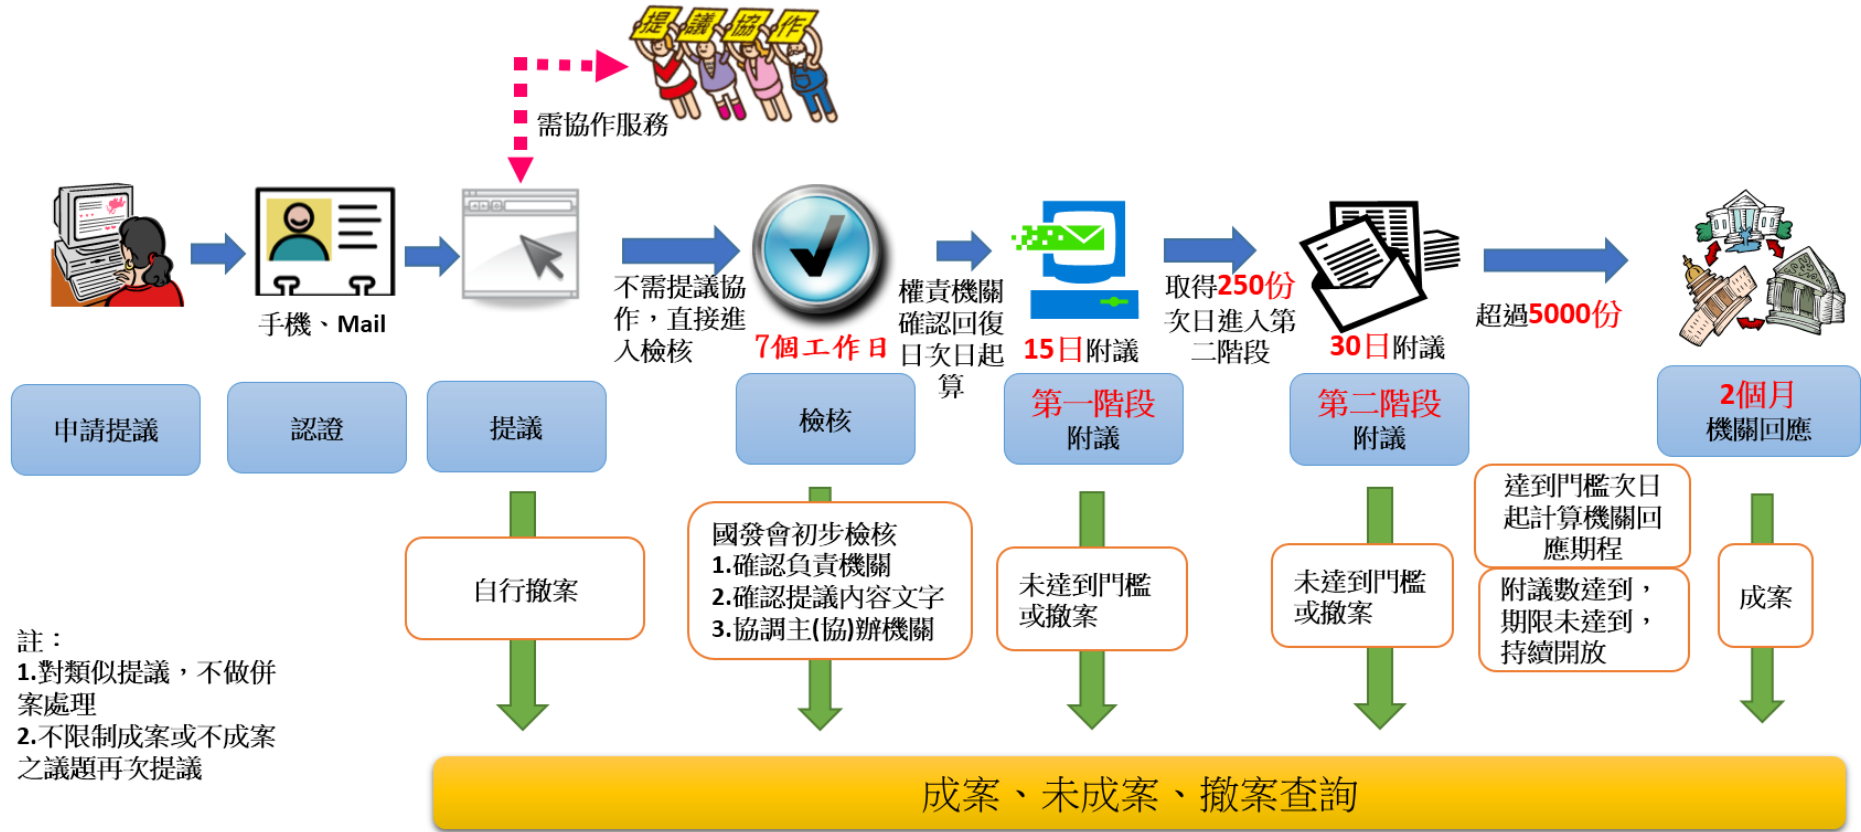 提議協作
需協作服務
手機、Mail
不需提議協
作，直接進
入檢核
7個工作日
權責機關
確認回復
日次日起
算
15日附議
取得250份
次日進入第
二階段
30日附議
超過5000份
申請提議
認證
提議
檢核
第一階段
附議
第二階段
附議
2個月
機關回應
自行撤案
國發會初步檢核
1.確認負責機關
2.確認提議內容文字
3.協調主(協)辦機關
未達到門檻
或撤案
未達到門檻
或撤案
達到門檻次日
起計算機關回
應期程
附議數達到，
期限未達到，
持續開放
成案
註：
1.對類似提議，不做併
案處理
2.不限制成案或不成案
之議題再次提議
成案、未成案、撤案查詢